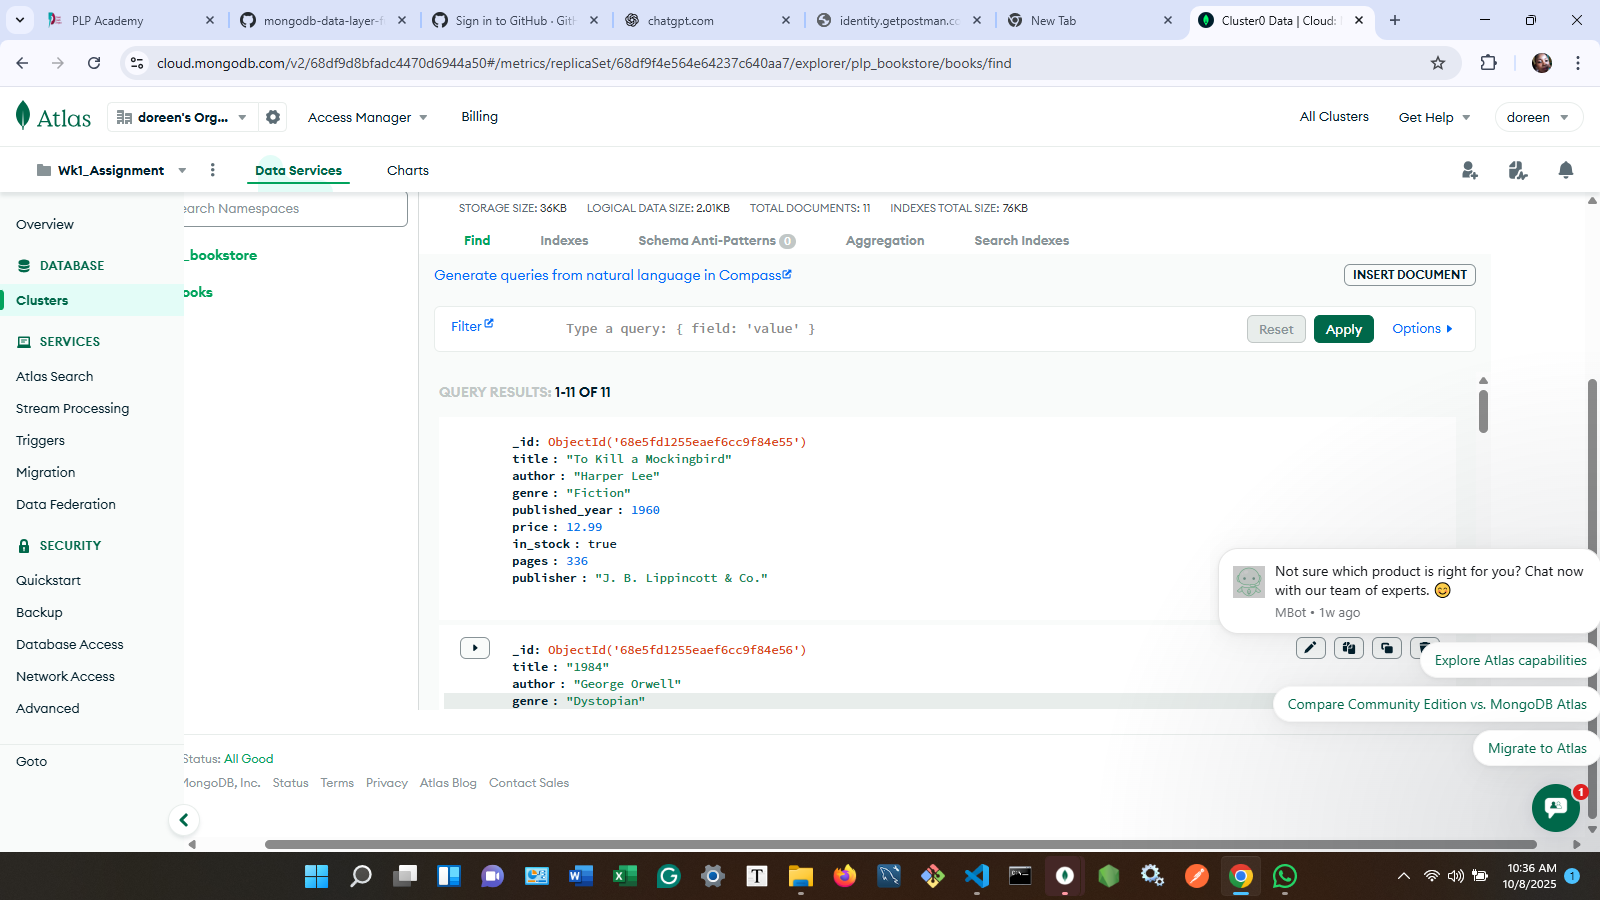 PLP Academy
mongodb-data-layer-f
Sign in to GitHub · Git
chatgpt.com
identity.getpostman.co
New Tab
Cluster0 Data | Cloud:
cloud.mongodb.com/v2/68df9d8bfadc4470d6944a50#/metrics/replicaSet/68df9f4e564e64237c640aa7/explorer/plp_bookstore/books/find
Atlas
doreen's Org...
Access Manager
Billing
All Clusters
Get Help
doreen
Wk1_Assignment
Data Services
Charts
Overview
DATABASE
Clusters
SERVICES
Atlas Search
Stream Processing
Triggers
Migration
Data Federation
SECURITY
Quickstart
Backup
Database Access
Network Access
Advanced
Goto
earch Namespaces
_bookstore
ooks
STORAGE SIZE: 36KB LOGICAL DATA SIZE: 2.01KB TOTAL DOCUMENTS: 11 INDEXES TOTAL SIZE: 76KB
Find Indexes Schema Anti-Patterns 0 Aggregation Search Indexes
Generate queries from natural language in Compass
INSERT DOCUMENT
Filter
Type a query: { field: 'value' }
Reset
Apply
Options
QUERY RESULTS: 1-11 OF 11
_id: ObjectId('68e5fd1255eaef6cc9f84e55')
title : "To Kill a Mockingbird"
author : "Harper Lee"
genre : "Fiction"
published_year : 1960
price : 12.99
in_stock : true
pages : 336
publisher : "J. B. Lippincott & Co."
_id: ObjectId('68e5fd1255eaef6cc9f84e56')
title : "1984"
author : "George Orwell"
genre : "Dystopian"
Not sure which product is right for you? Chat now
with our team of experts. 😊
MBot • 1w ago
Explore Atlas capabilities
Compare Community Edition vs. MongoDB Atlas
Migrate to Atlas
1
Status: All Good
MongoDB, Inc. Status Terms Privacy Atlas Blog Contact Sales
10:36 AM
10/8/2025
1